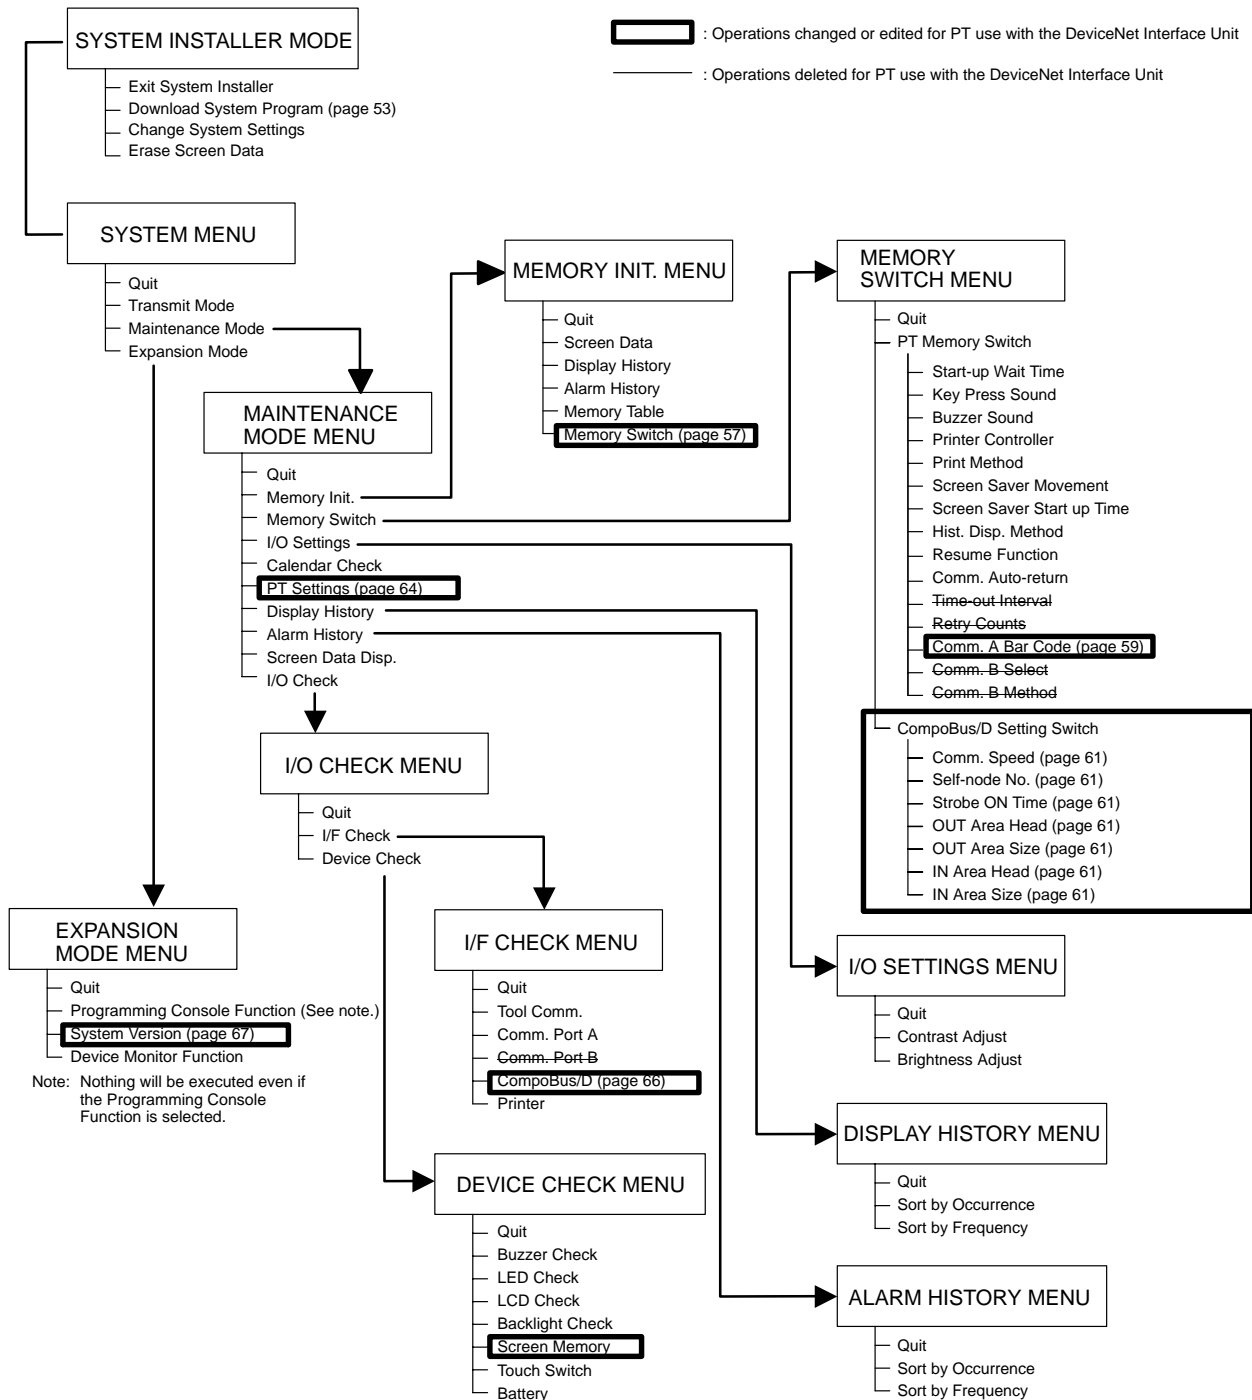 SYSTEM INSTALLER MODE
Exit System Installer
Download System Program (page 53)
Change System Settings
Erase Screen Data
: Operations changed or edited for PT use with the DeviceNet Interface Unit
: Operations deleted for PT use with the DeviceNet Interface Unit
SYSTEM MENU
Quit
Transmit Mode
Maintenance Mode
Expansion Mode
MAINTENANCE
MODE MENU
Quit
Memory Init.
Memory Switch
I/O Settings
Calendar Check
PT Settings (page 64)
Display History
Alarm History
Screen Data Disp.
I/O Check
MEMORY INIT. MENU
Quit
Screen Data
Display History
Alarm History
Memory Table
Memory Switch (page 57)
MEMORY
SWITCH MENU
Quit
PT Memory Switch
Start-up Wait Time
Key Press Sound
Buzzer Sound
Printer Controller
Print Method
Screen Saver Movement
Screen Saver Start up Time
Hist. Disp. Method
Resume Function
Comm. Auto-return
Time-out Interval
Retry Counts
Comm. A Bar Code (page 59)
Comm. B Select
Comm. B Method
CompoBus/D Setting Switch
Comm. Speed (page 61)
Self-node No. (page 61)
Strobe ON Time (page 61)
OUT Area Head (page 61)
OUT Area Size (page 61)
IN Area Head (page 61)
IN Area Size (page 61)
I/O CHECK MENU
Quit
I/F Check
Device Check
EXPANSION
MODE MENU
Quit
Programming Console Function (See note.)
System Version (page 67)
Device Monitor Function
Note: Nothing will be executed even if
the Programming Console
Function is selected.
I/F CHECK MENU
Quit
Tool Comm.
Comm. Port A
Comm. Port B
CompoBus/D (page 66)
Printer
I/O SETTINGS MENU
Quit
Contrast Adjust
Brightness Adjust
DISPLAY HISTORY MENU
Quit
Sort by Occurrence
Sort by Frequency
DEVICE CHECK MENU
Quit
Buzzer Check
LED Check
LCD Check
Backlight Check
Screen Memory
Touch Switch
Battery
ALARM HISTORY MENU
Quit
Sort by Occurrence
Sort by Frequency